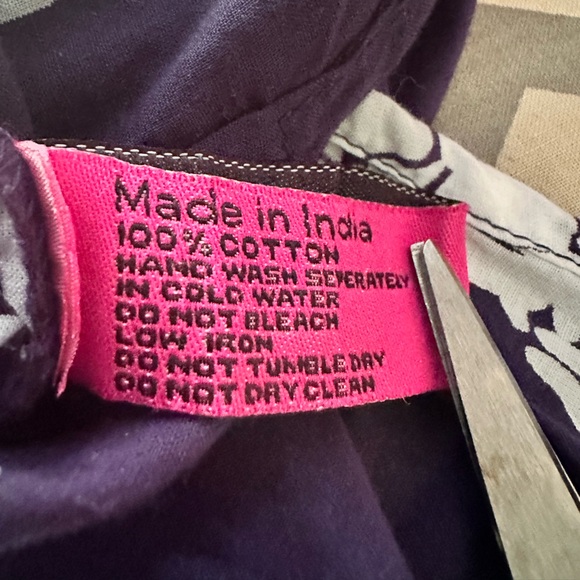 Made in India
100% COTTON
HAND WASH SEPERATELY
IN COLD WATER
DO NOT BLEACH
LOW IRON
DO NOT TUMBLE DRY
DO NOT DRY CLEAN